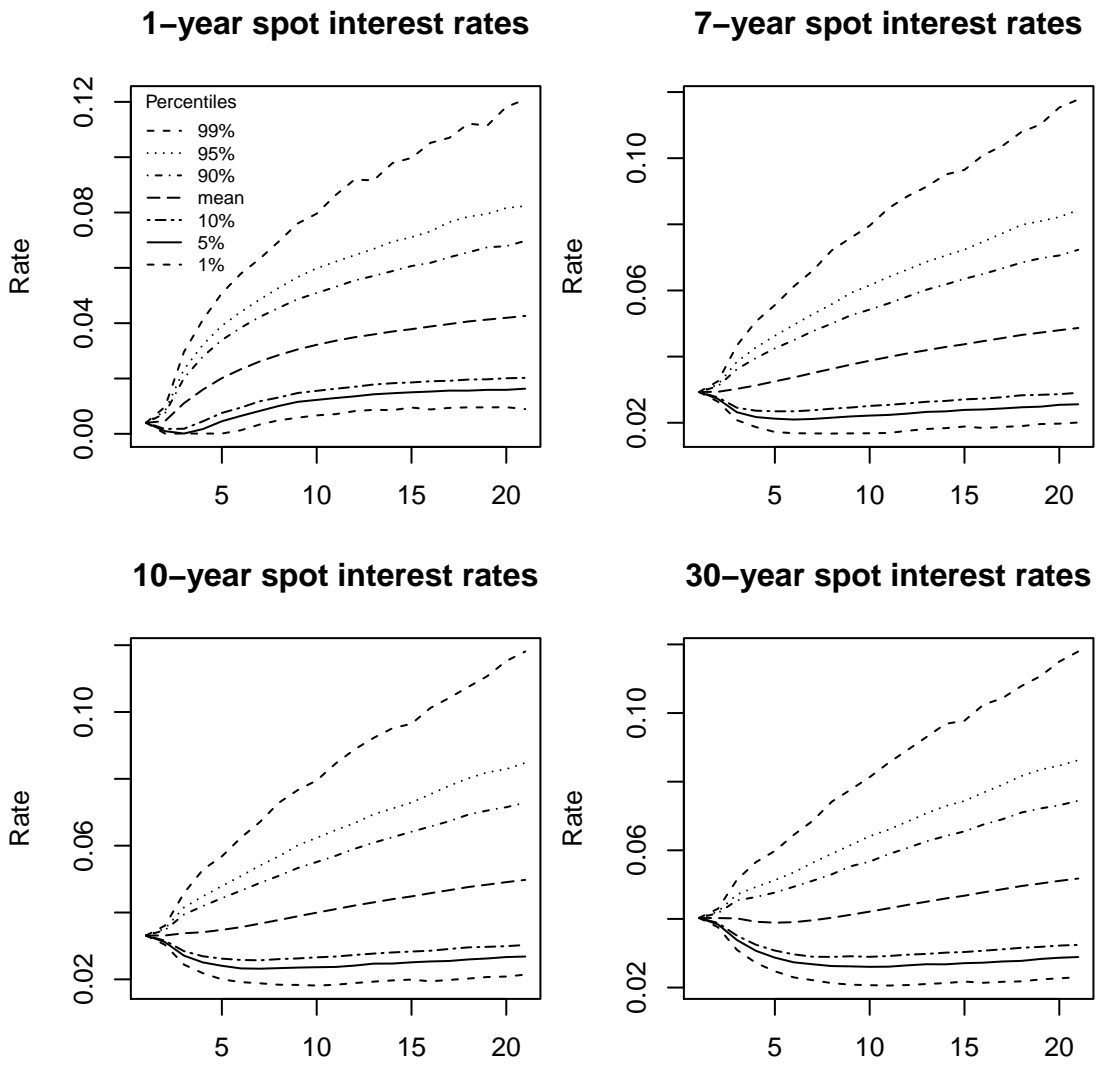 1−year spot interest rates
Rate
0.00 0.04 0.08 0.12
Percentiles
99%
95%
90%
mean
10%
5%
1%
5 10 15 20
7−year spot interest rates
Rate
0.02 0.06 0.10
5 10 15 20
10−year spot interest rates
Rate
0.02 0.06 0.10
5 10 15 20
30−year spot interest rates
Rate
0.02 0.06 0.10
5 10 15 20